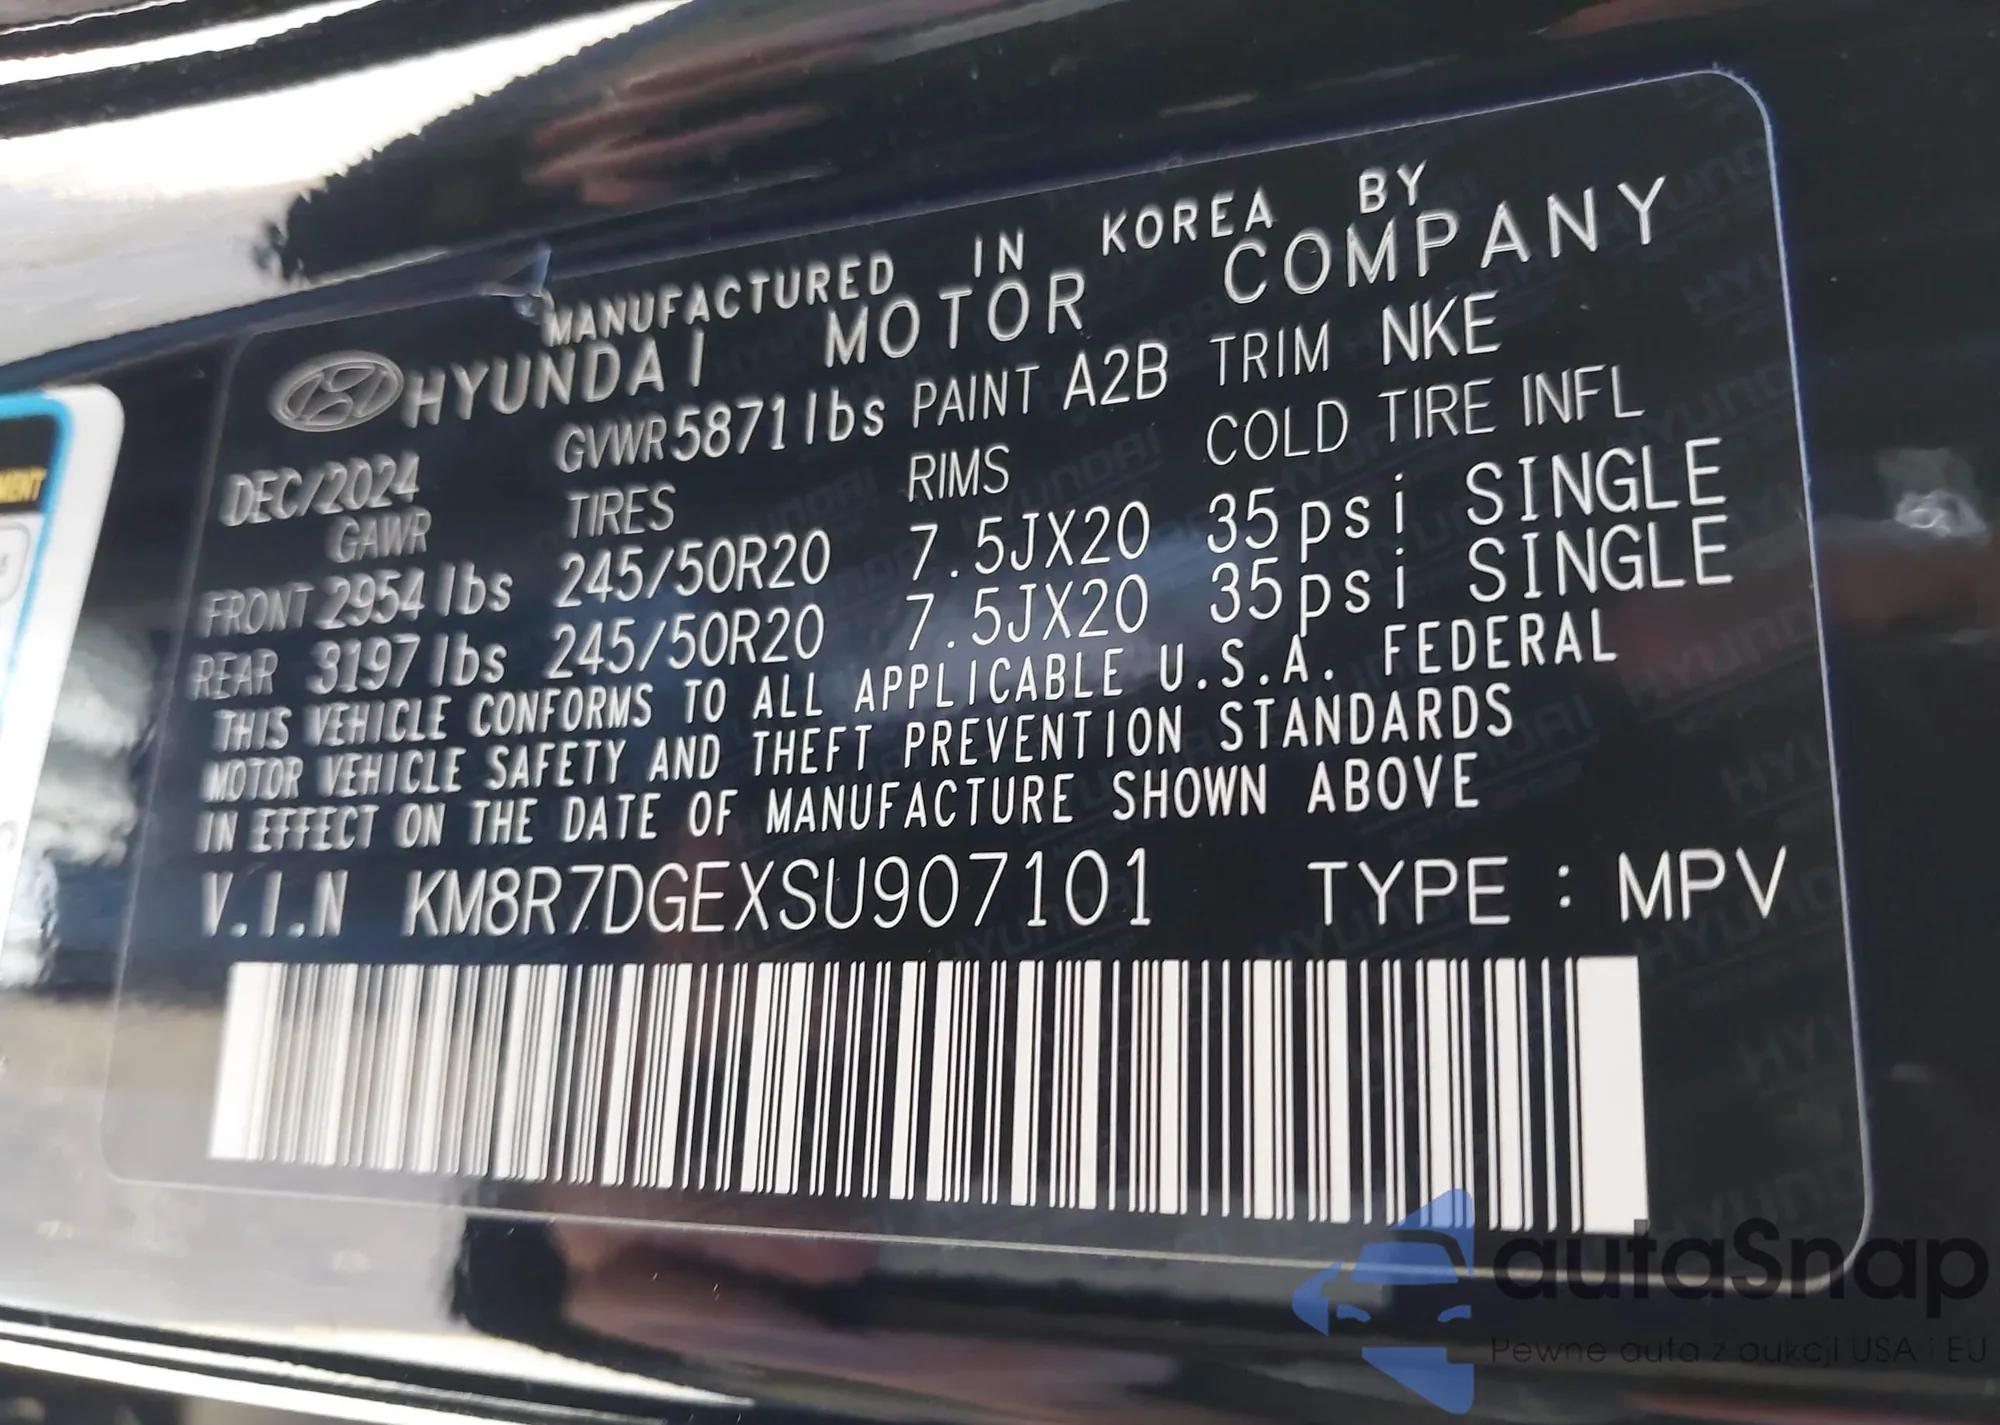 MANUFACTURED IN KOREA BY
HYUNDAI MOTOR COMPANY
DEC/2024 GVWR 5871lbs PAINT A2B TRIM NKE
GAWR TIRES RIMS COLD TIRE INFL
FRONT 2954 lbs 245/50R20 7.5JX20 35psi SINGLE
REAR 3197 lbs 245/50R20 7.5JX20 35psi SINGLE
THIS VEHICLE CONFORMS TO ALL APPLICABLE U.S.A. FEDERAL
MOTOR VEHICLE SAFETY AND THEFT PREVENTION STANDARDS
IN EFFECT ON THE DATE OF MANUFACTURE SHOWN ABOVE
V.I.N KM8R7DGEXSU907101 TYPE : MPV
autaSnap
Pewne auta z aukcji USA i EU